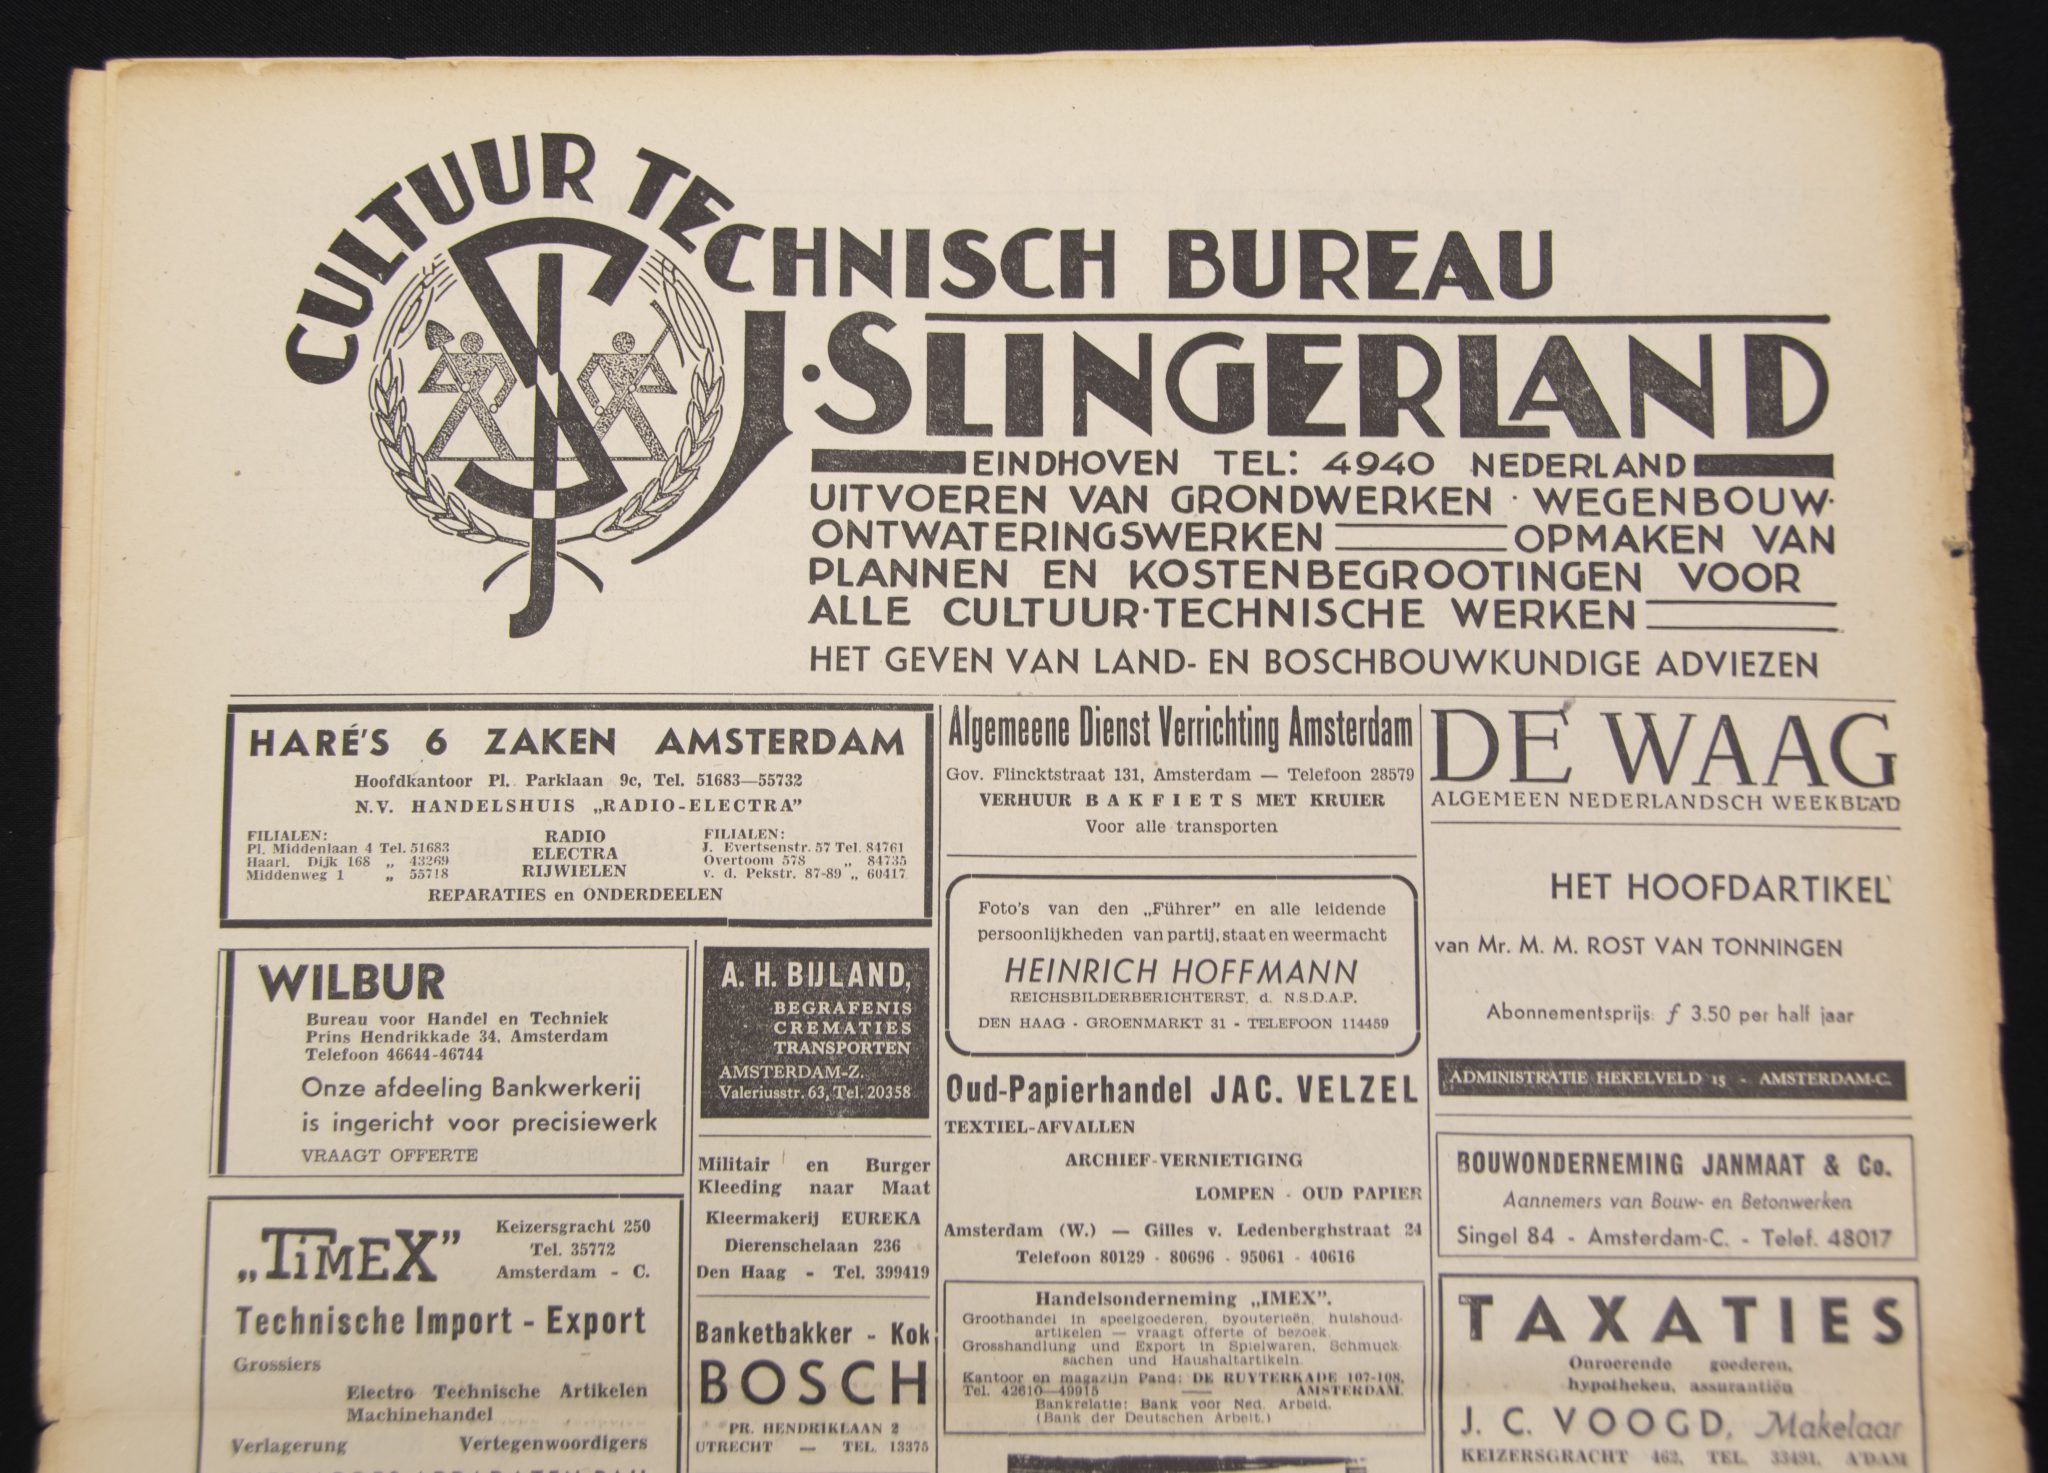 CULTUUR TECHNISCH BUREAU
J. SLINGERLAND
EINDHOVEN TEL: 4940 NEDERLAND
UITVOEREN VAN GRONDWERKEN · WEGENBOUW·
ONTWATERINGSWERKEN OPMAKEN VAN
PLANNEN EN KOSTENBEGROOTINGEN VOOR
ALLE CULTUUR·TECHNISCHE WERKEN
HET GEVEN VAN LAND- EN BOSCHBOUWKUNDIGE ADVIEZEN
JS
HARÉ'S 6 ZAKEN AMSTERDAM
Hoofdkantoor Pl. Parklaan 9c, Tel. 51683—55732
N.V. HANDELSHUIS „RADIO-ELECTRA"
FILIALEN:
Pl. Middenlaan 4 Tel. 51683
Haarl. Dijk 168 „ 43269
Middenweg 1 „ 55718
RADIO
ELECTRA
RIJWIELEN
FILIALEN:
J. Evertsenstr. 57 Tel. 84761
Overtoom 578 „ 84735
v. d. Pekstr. 87-89 „ 60417
REPARATIES en ONDERDEELEN
WILBUR
Bureau voor Handel en Techniek
Prins Hendrikkade 34, Amsterdam
Telefoon 46644-46744
Onze afdeeling Bankwerkerij
is ingericht voor precisiewerk
VRAAGT OFFERTE
„TIMEX"
Keizersgracht 250
Tel. 35772
Amsterdam - C.
Technische Import - Export
Grossiers
Electro Technische Artikelen
Machinehandel
Verlagerung Vertegenwoordigers
A. H. BIJLAND,
BEGRAFENIS
CREMATIES
TRANSPORTEN
AMSTERDAM-Z.
Valeriusstr. 63, Tel. 20358
Militair en Burger
Kleeding naar Maat
Kleermakerij EUREKA
Dierenschelaan 236
Den Haag - Tel. 399419
Banketbakker - Kok
BOSCH
PR. HENDRIKLAAN 2
UTRECHT — TEL. 13375
Algemeene Dienst Verrichting Amsterdam
Gov. Flincktstraat 131, Amsterdam — Telefoon 28579
VERHUUR BAKFIETS MET KRUIER
Voor alle transporten
Foto's van den „Führer" en alle leidende
persoonlijkheden van partij, staat en weermacht
HEINRICH HOFFMANN
REICHSBILDERBERICHTERST. d. N.S.D.A.P.
DEN HAAG - GROENMARKT 31 - TELEFOON 114459
Oud-Papierhandel JAC. VELZEL
TEXTIEL-AFVALLEN
ARCHIEF-VERNIETIGING
LOMPEN - OUD PAPIER
Amsterdam (W.) — Gilles v. Ledenberghstraat 24
Telefoon 80129 - 80696 - 95061 - 40616
Handelsonderneming „IMEX".
Groothandel in speelgoederen, byouterieën, huishoud-
artikelen — vraagt offerte of bezoek.
Grosshandlung und Export in Spielwaren, Schmuck-
sachen und Haushaltartikeln.
Kantoor en magazijn Pand: DE RUYTERKADE 107-108,
Tel. 42610—49915 — AMSTERDAM.
Bankrelatie: Bank voor Ned. Arbeid.
(Bank der Deutschen Arbeit.)
DE WAAG
ALGEMEEN NEDERLANDSCH WEEKBLAD
HET HOOFDARTIKEL
van Mr. M. M. ROST VAN TONNINGEN
Abonnementsprijs: ƒ 3.50 per half jaar
ADMINISTRATIE HEKELVELD 15 - AMSTERDAM-C.
BOUWONDERNEMING JANMAAT & Co.
Aannemers van Bouw- en Betonwerken
Singel 84 - Amsterdam-C. - Telef. 48017
TAXATIES
Onroerende goederen,
hypotheken, assurantiën
J. C. VOOGD, Makelaar
KEIZERSGRACHT 462, TEL. 33491, A'DAM